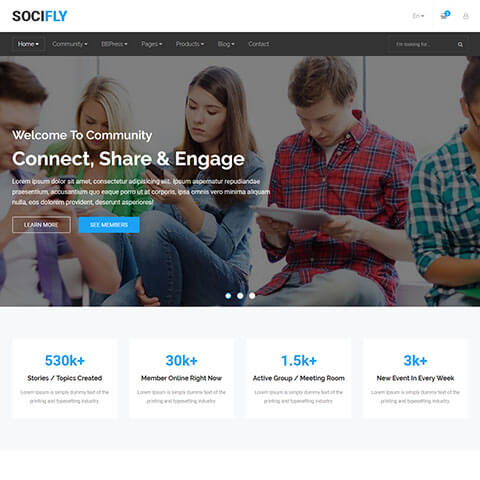 SOCIFLY
En
Home Community BBPress Pages Products Blog Contact
I'm looking for...
Welcome To Community
Connect, Share & Engage
Lorem ipsum dolor sit amet, consectetur adipisicing elit. Ipsum aspernatur repudiandae
praesentium, accusantium quo eaque porro ut at corporis, ipsa omnis vero minima aliquam
nulla, eos dolorem provident, deserunt asperiores!
LEARN MORE SEE MEMBERS
530k+ 30k+ 1.5k+ 3k+
Stories / Topics Created Member Online Right Now Active Group / Meeting Room New Event In Every Week
Lorem Ipsum is simply dummy text of the Lorem Ipsum is simply dummy text of the Lorem Ipsum is simply dummy text of the Lorem Ipsum is simply dummy text of the
printing and typesetting industry. printing and typesetting industry. printing and typesetting industry. printing and typesetting industry.